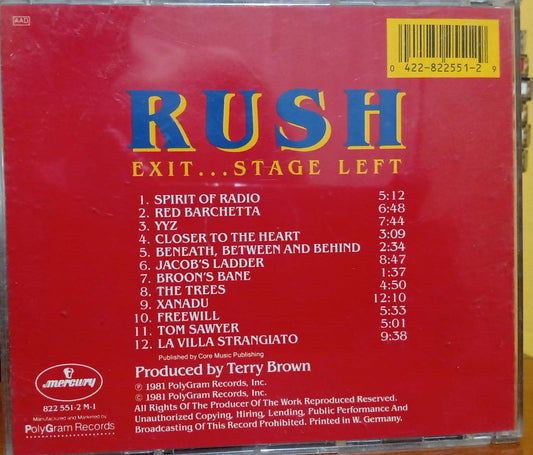 AAD
0 422-822551-2 9
RUSH
EXIT...STAGE LEFT
1. SPIRIT OF RADIO 5:12
2. RED BARCHETTA 6:48
3. YYZ 7:44
4. CLOSER TO THE HEART 3:09
5. BENEATH, BETWEEN AND BEHIND 2:34
6. JACOB'S LADDER 8:47
7. BROON'S BANE 1:37
8. THE TREES 4:50
9. XANADU 12:10
10. FREEWILL 5:33
11. TOM SAWYER 5:01
12. LA VILLA STRANGIATO 9:38
Published by Core Music Publishing
Produced by Terry Brown
℗ 1981 PolyGram Records, Inc.
© 1981 PolyGram Records, Inc.
All Rights Of The Producer Of The Work Reproduced Reserved.
Unauthorized Copying, Hiring, Lending, Public Performance And
Broadcasting Of This Record Prohibited. Printed in W. Germany.
mercury
822 551-2 M-1
Manufactured and Marketed by
PolyGram Records